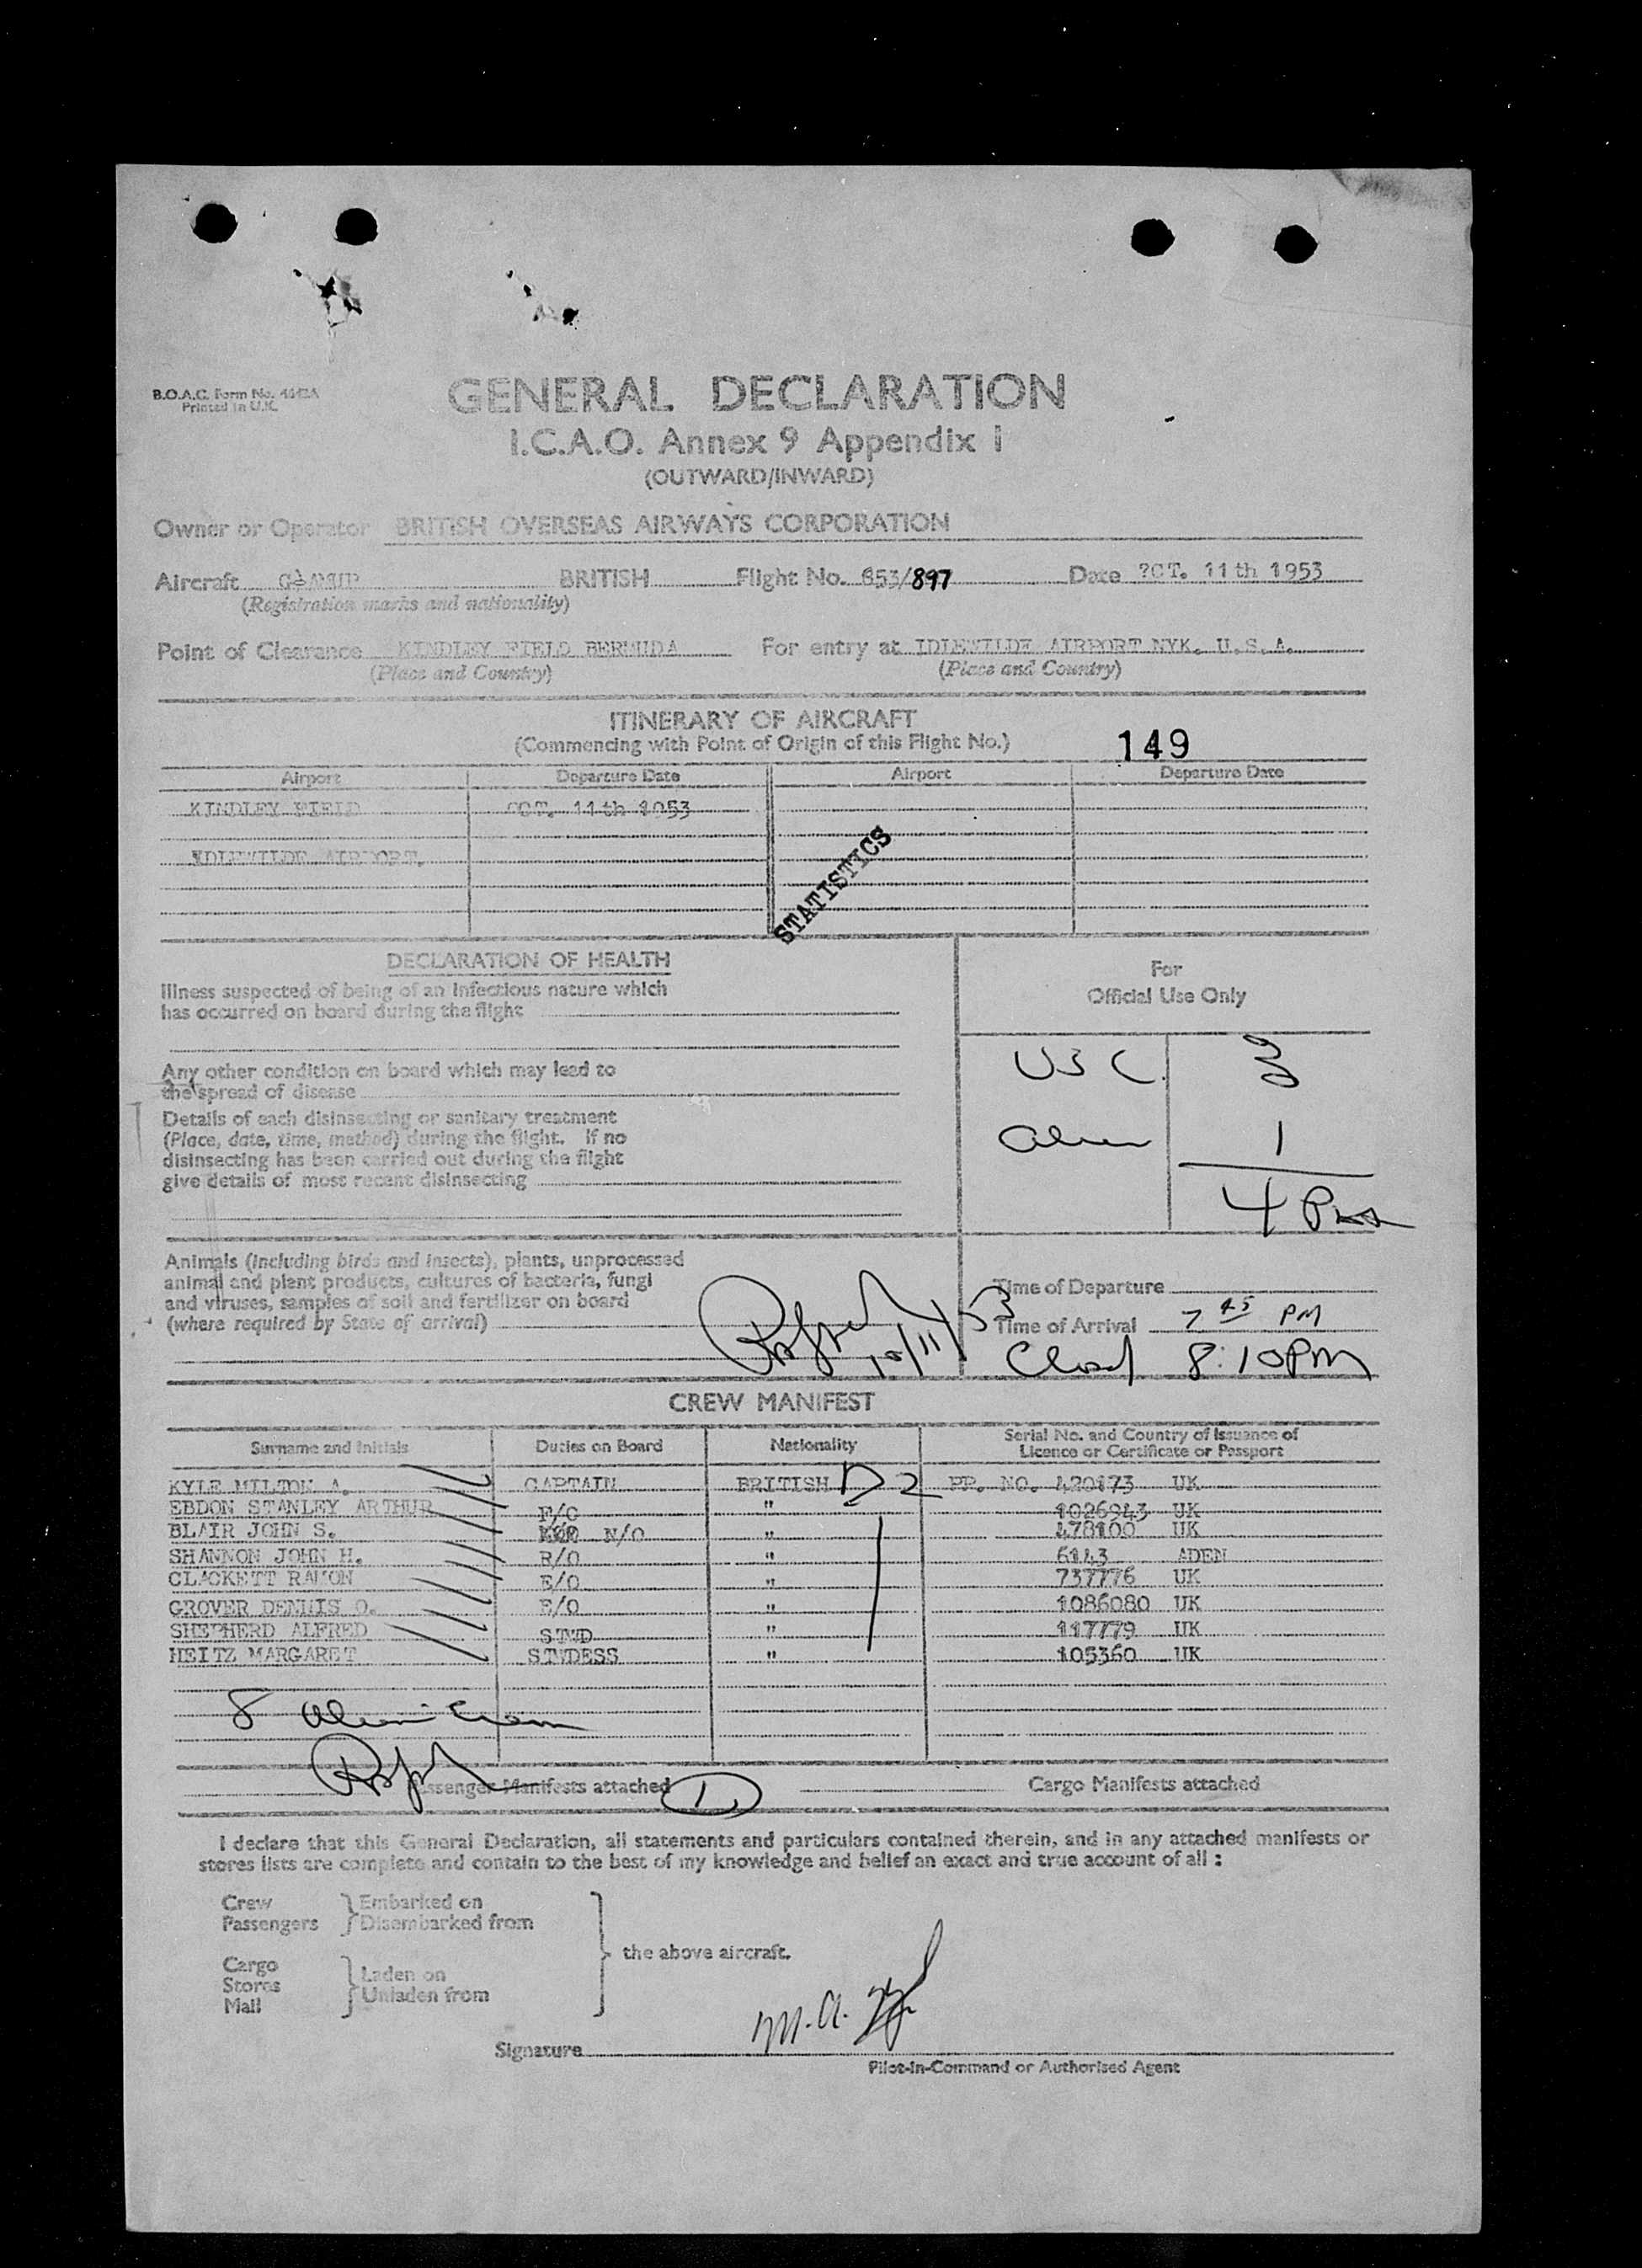 B.O.A.C. Form No.
Printed in U.K.
GENERAL DECLARATION
I.C.A.O. Annex 9 Appendix 1
(OUTWARD/INWARD)
Owner or Operator BRITISH OVERSEAS AIRWAYS CORPORATION
Aircraft BRITISH Flight No. 853/897 Date ?CT. 11th 1953
(Registration marks and nationality)
Point of Clearance KINDLEY FIELD BERMUDA For entry at IDLEWILDE AIRPORT NYK. U.S.A.
(Place and Country) (Place and Country)
ITINERARY OF AIRCRAFT
(Commencing with Point of Origin of this Flight No.) 149
Airport Departure Date Airport Departure Date
KINDLEY FIELD OCT. 11th 1953
IDLEWILDE AIRPORT.
STATISTICS
DECLARATION OF HEALTH
Illness suspected of being of an infectious nature which
has occurred on board during the flight
Any other condition on board which may lead to
the spread of disease
Details of each disinsecting or sanitary treatment
(Place, date, time, method) during the flight. If no
disinsecting has been carried out during the flight
give details of most recent disinsecting
For
Official Use Only
USC. 3
Alien 1
4 Pax
Animals (including birds and insects), plants, unprocessed
animal and plant products, cultures of bacteria, fungi
and viruses, samples of soil and fertilizer on board
(where required by State of arrival)
10/11/53
Time of Departure
Time of Arrival 7 45 PM
Closed 8:10PM
CREW MANIFEST
Surname and Initials Duties on Board Nationality Serial No. and Country of Issuance of
Licence or Certificate or Passport
KYLE MILTON A. CAPTAIN BRITISH D2 PP. NO. 420173 UK
EBDON STANLEY ARTHUR F/O " 1026943 UK
BLAIR JOHN S. N/O " 478100 UK
SHANNON JOHN H. R/O " 6143 ADEN
CLACKETT RAMON E/O " 737776 UK
GROVER DENNIS O. E/O " 1086080 UK
SHEPHERD ALFRED STWD " 117779 UK
HEITZ MARGARET STWDESS " 105360 UK
8 Alien Crew
Passenger Manifests attached 1 Cargo Manifests attached
I declare that this General Declaration, all statements and particulars contained therein, and in any attached manifests or
stores lists are complete and contain to the best of my knowledge and belief an exact and true account of all :
Crew Embarked on
Passengers Disembarked from
the above aircraft.
Cargo Laden on
Stores
Unladen from
Mail
M.A. Kyle
Signature
Pilot-in-Command or Authorised Agent